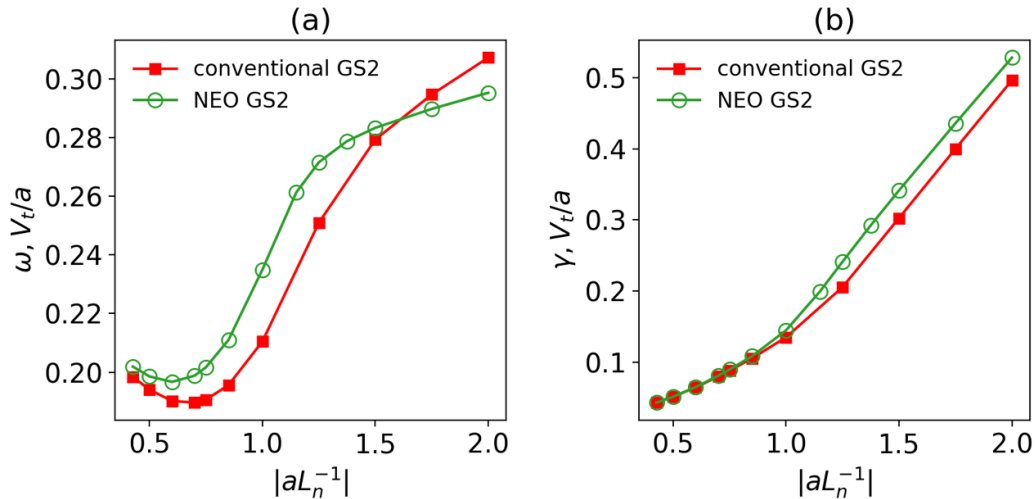 (a)
conventional GS2
NEO GS2
0.30
0.28
0.26
0.24
0.22
0.20
ω, V_t/a
0.5 1.0 1.5 2.0
|aL_n^{-1}|
(b)
conventional GS2
NEO GS2
0.5
0.4
0.3
0.2
0.1
γ, V_t/a
0.5 1.0 1.5 2.0
|aL_n^{-1}|